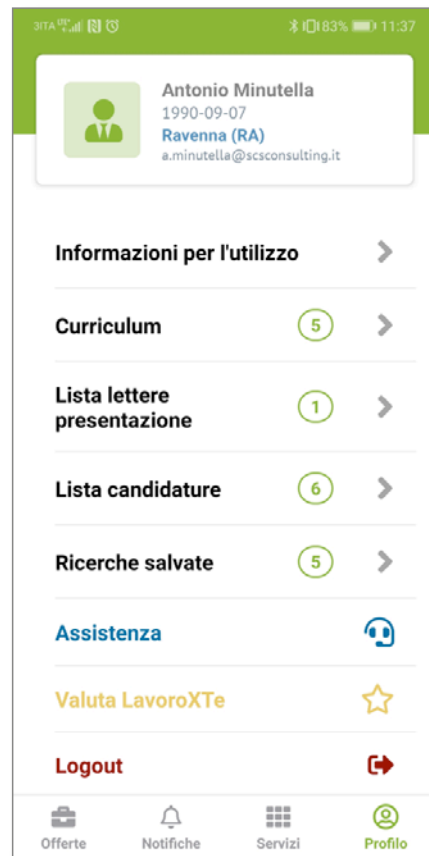 3ITA 83% 11:37
Antonio Minutella
1990-09-07
Ravenna (RA)
a.minutella@scsconsulting.it
Informazioni per l'utilizzo
Curriculum 5
Lista lettere
presentazione 1
Lista candidature 6
Ricerche salvate 5
Assistenza
Valuta LavoroXTe
Logout
Offerte Notifiche Servizi Profilo